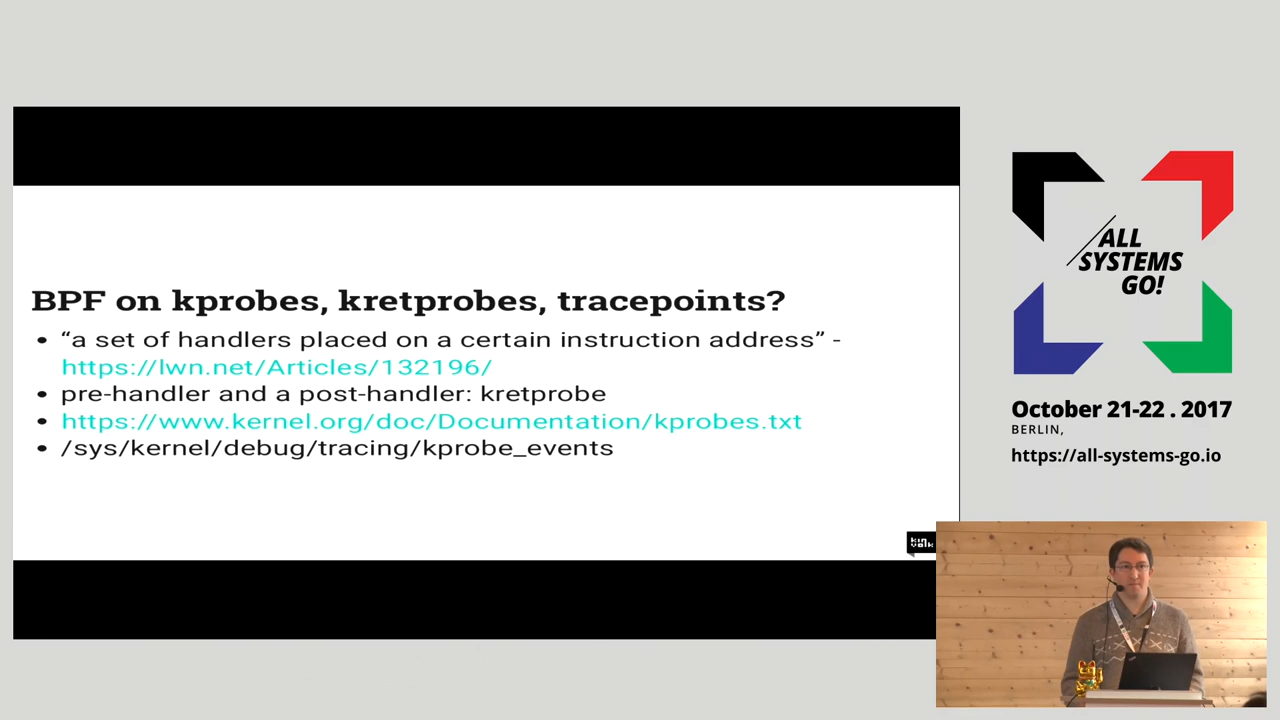 BPF on kprobes, kretprobes, tracepoints?
• “a set of handlers placed on a certain instruction address” -
https://lwn.net/Articles/132196/
• pre-handler and a post-handler: kretprobe
• https://www.kernel.org/doc/Documentation/kprobes.txt
• /sys/kernel/debug/tracing/kprobe_events
kin
volk
/ALL
SYSTEMS
GO!
October 21-22 . 2017
BERLIN,
https://all-systems-go.io